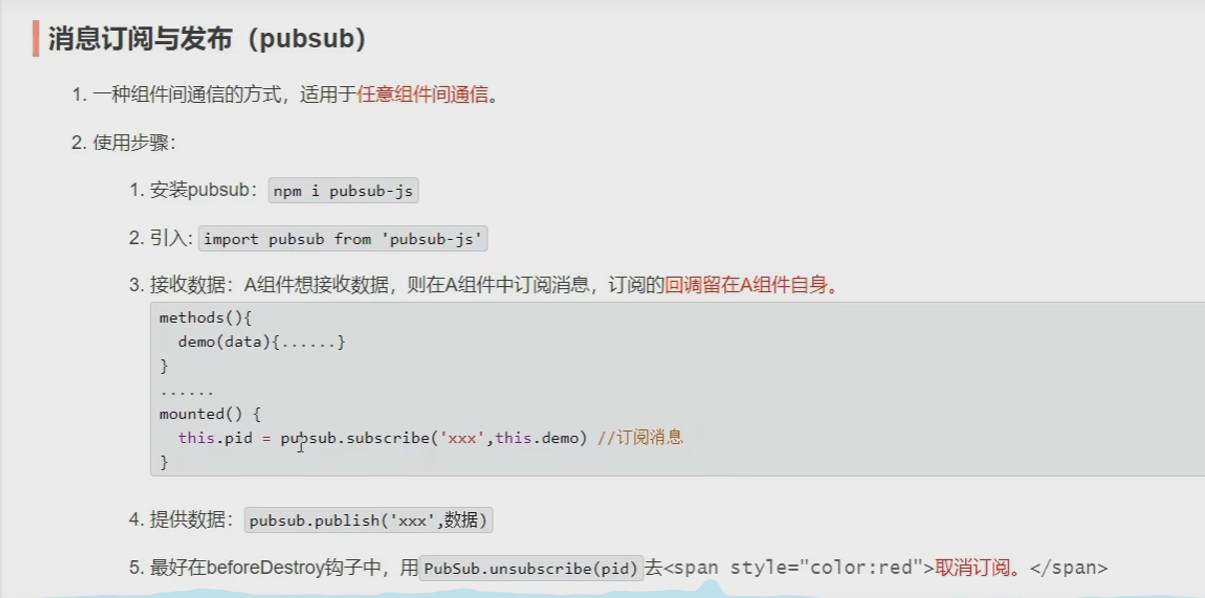 消息订阅与发布（pubsub）
1. 一种组件间通信的方式，适用于任意组件间通信。
2. 使用步骤：
1. 安装pubsub：npm i pubsub-js
2. 引入: import pubsub from 'pubsub-js'
3. 接收数据：A组件想接收数据，则在A组件中订阅消息，订阅的回调留在A组件自身。
methods(){
  demo(data){......}
}
......
mounted() {
  this.pid = pubsub.subscribe('xxx',this.demo) //订阅消息
}
4. 提供数据：pubsub.publish('xxx',数据)
5. 最好在beforeDestroy钩子中，用PubSub.unsubscribe(pid)去<span style="color:red">取消订阅。</span>